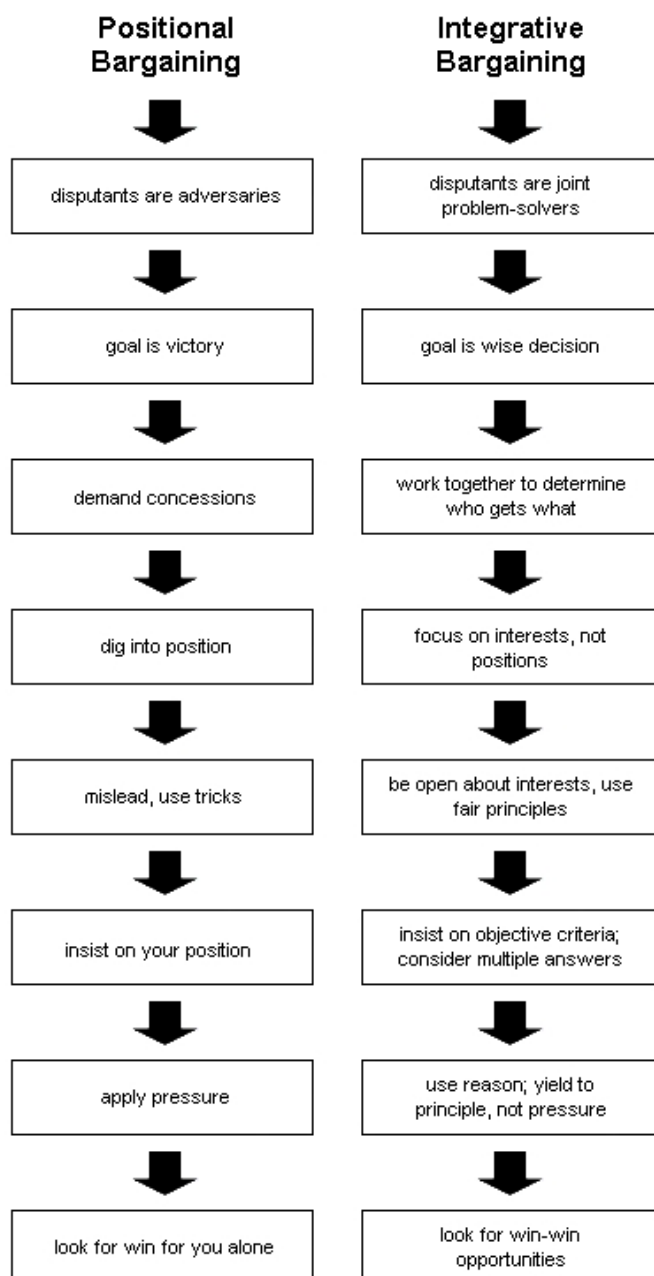 Positional
Bargaining
disputants are adversaries
goal is victory
demand concessions
dig into position
mislead, use tricks
insist on your position
apply pressure
look for win for you alone
Integrative
Bargaining
disputants are joint
problem-solvers
goal is wise decision
work together to determine
who gets what
focus on interests, not
positions
be open about interests, use
fair principles
insist on objective criteria;
consider multiple answers
use reason; yield to
principle, not pressure
look for win-win
opportunities